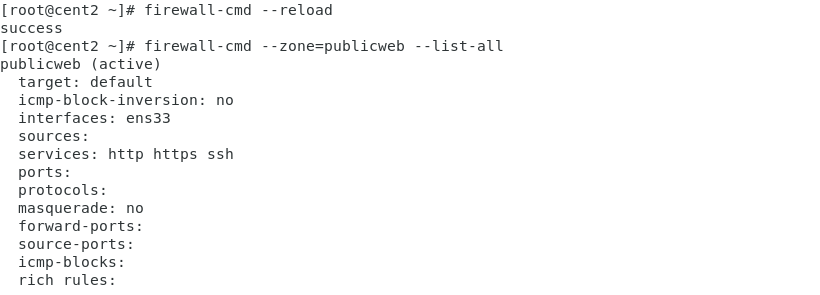 [root@cent2 ~]# firewall-cmd --reload
success
[root@cent2 ~]# firewall-cmd --zone=publicweb --list-all
publicweb (active)
  target: default
  icmp-block-inversion: no
  interfaces: ens33
  sources:
  services: http https ssh
  ports:
  protocols:
  masquerade: no
  forward-ports:
  source-ports:
  icmp-blocks:
  rich rules: